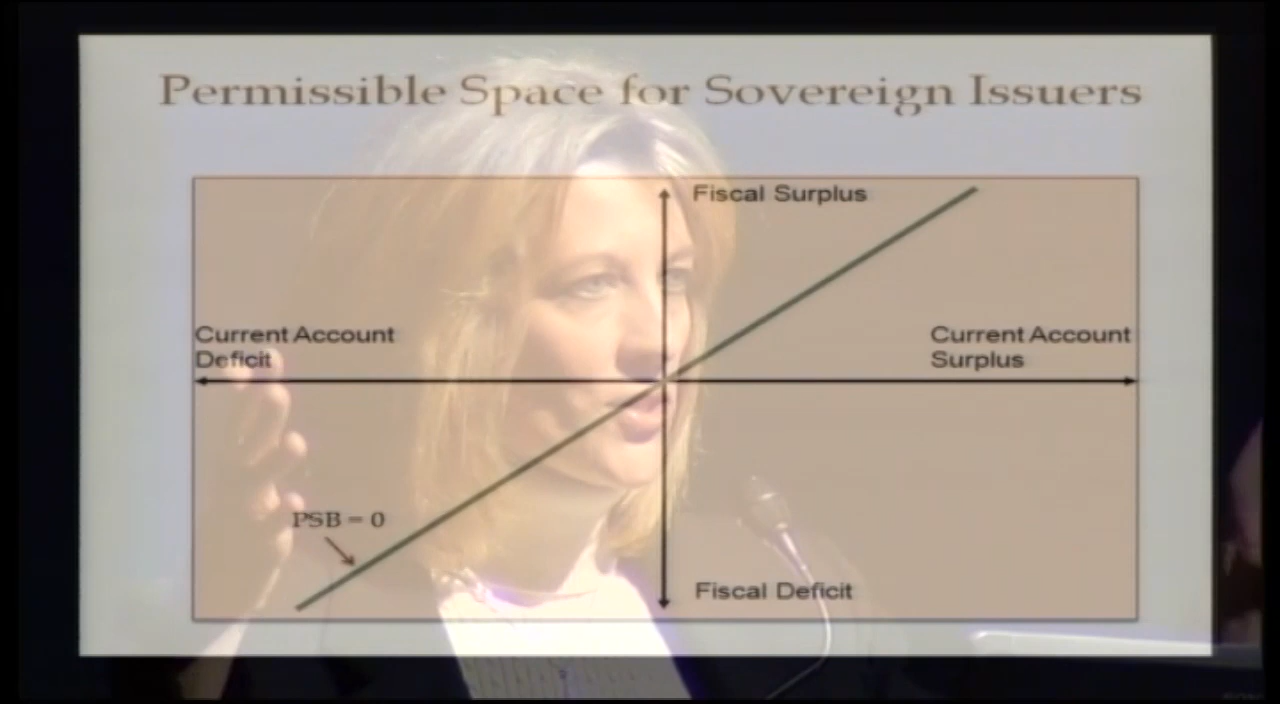 Permissible Space for Sovereign Issuers
Fiscal Surplus
Current Account
Deficit
Current Account
Surplus
PSB = 0
Fiscal Deficit